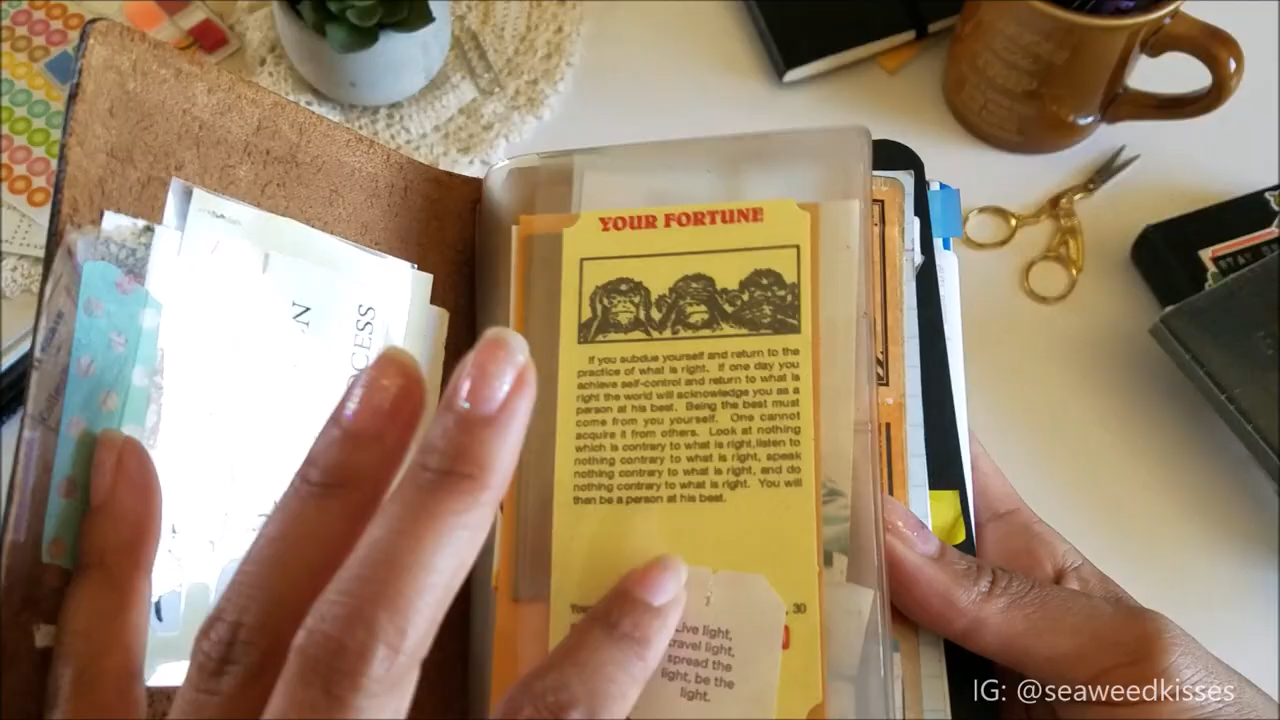 YOUR FORTUNE
If you subdue yourself and return to the
practice of what is right. If one day you
achieve self-control and return to what is
right the world will acknowledge you as a
person at his best. Being the best must
come from you yourself. One cannot
acquire it from others. Look at nothing
which is contrary to what is right,listen to
nothing contrary to what is right, speak
nothing contrary to what is right, and do
nothing contrary to what is right. You will
then be a person at his best.
30
Live light,
travel light,
spread the
light, be the
light.
IG: @seaweedkisses